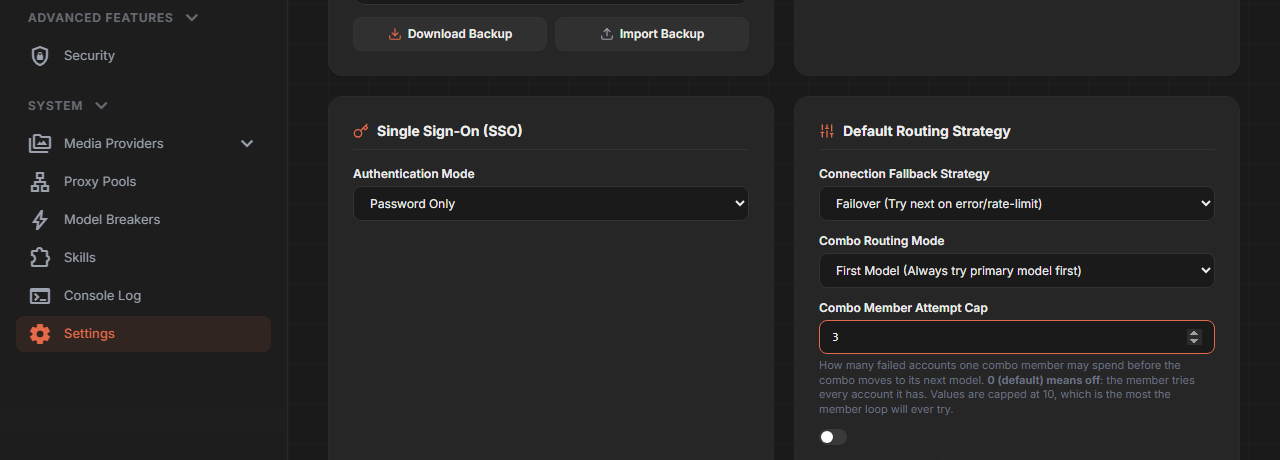 ADVANCED FEATURES
Security
SYSTEM
Media Providers
Proxy Pools
Model Breakers
Skills
Console Log
Settings
Download Backup
Import Backup
Single Sign-On (SSO)
Authentication Mode
Password Only
Default Routing Strategy
Connection Fallback Strategy
Failover (Try next on error/rate-limit)
Combo Routing Mode
First Model (Always try primary model first)
Combo Member Attempt Cap
3
How many failed accounts one combo member may spend before the
combo moves to its next model. 0 (default) means off: the member tries
every account it has. Values are capped at 10, which is the most the
member loop will ever try.